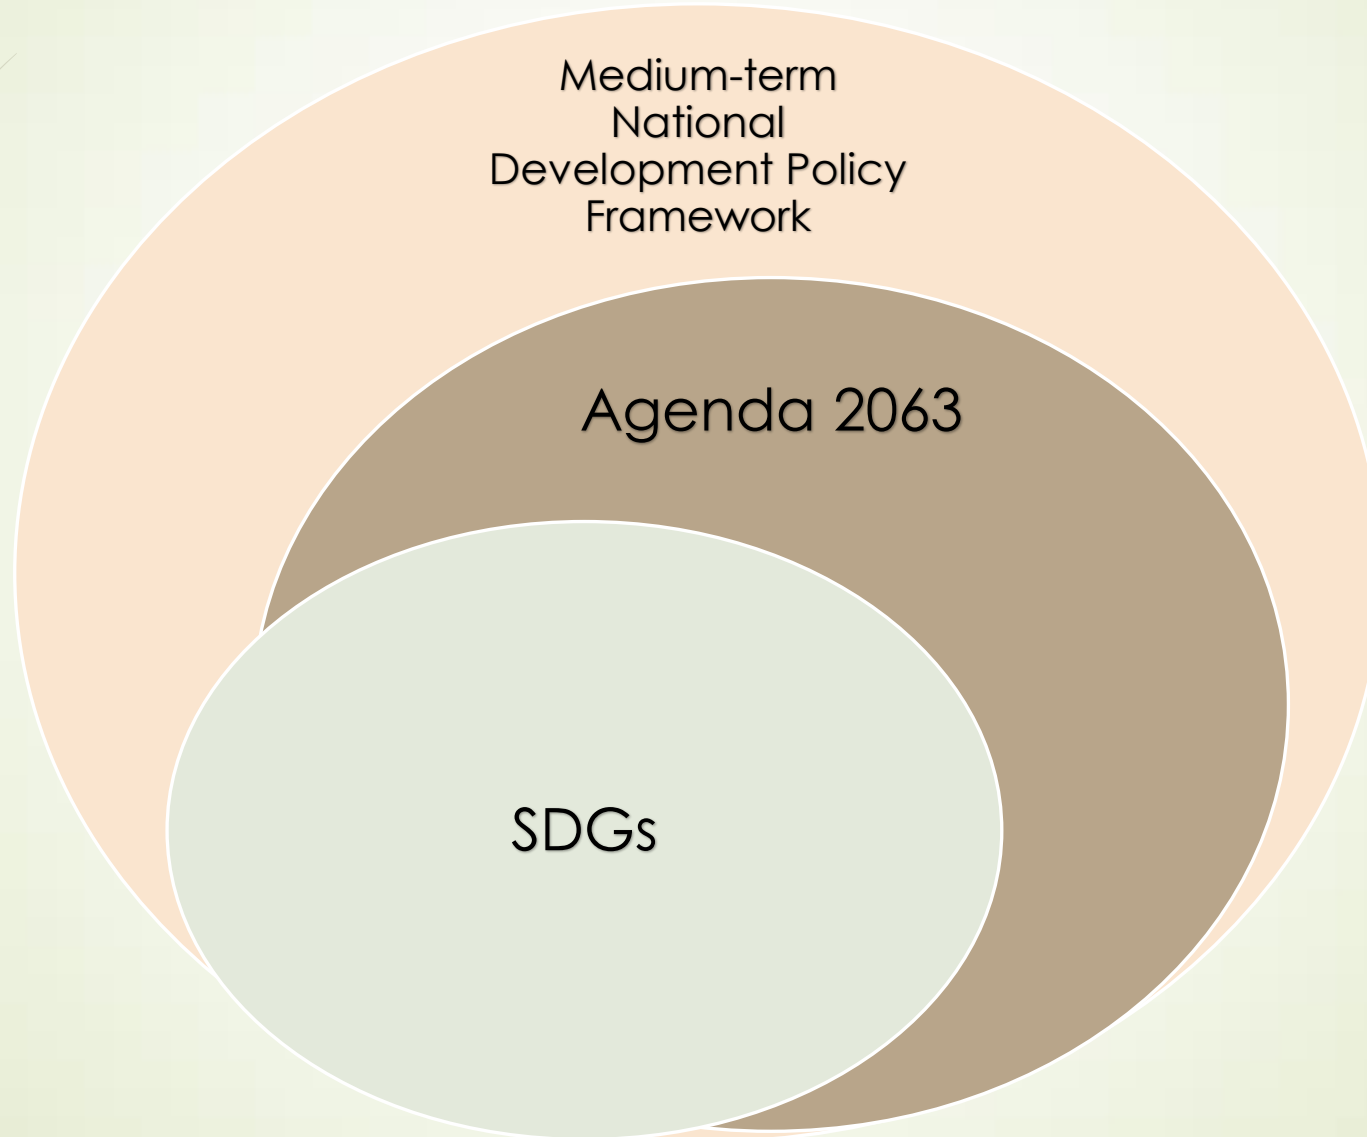 Medium-term
National
Development Policy
Framework
Agenda 2063
SDGs